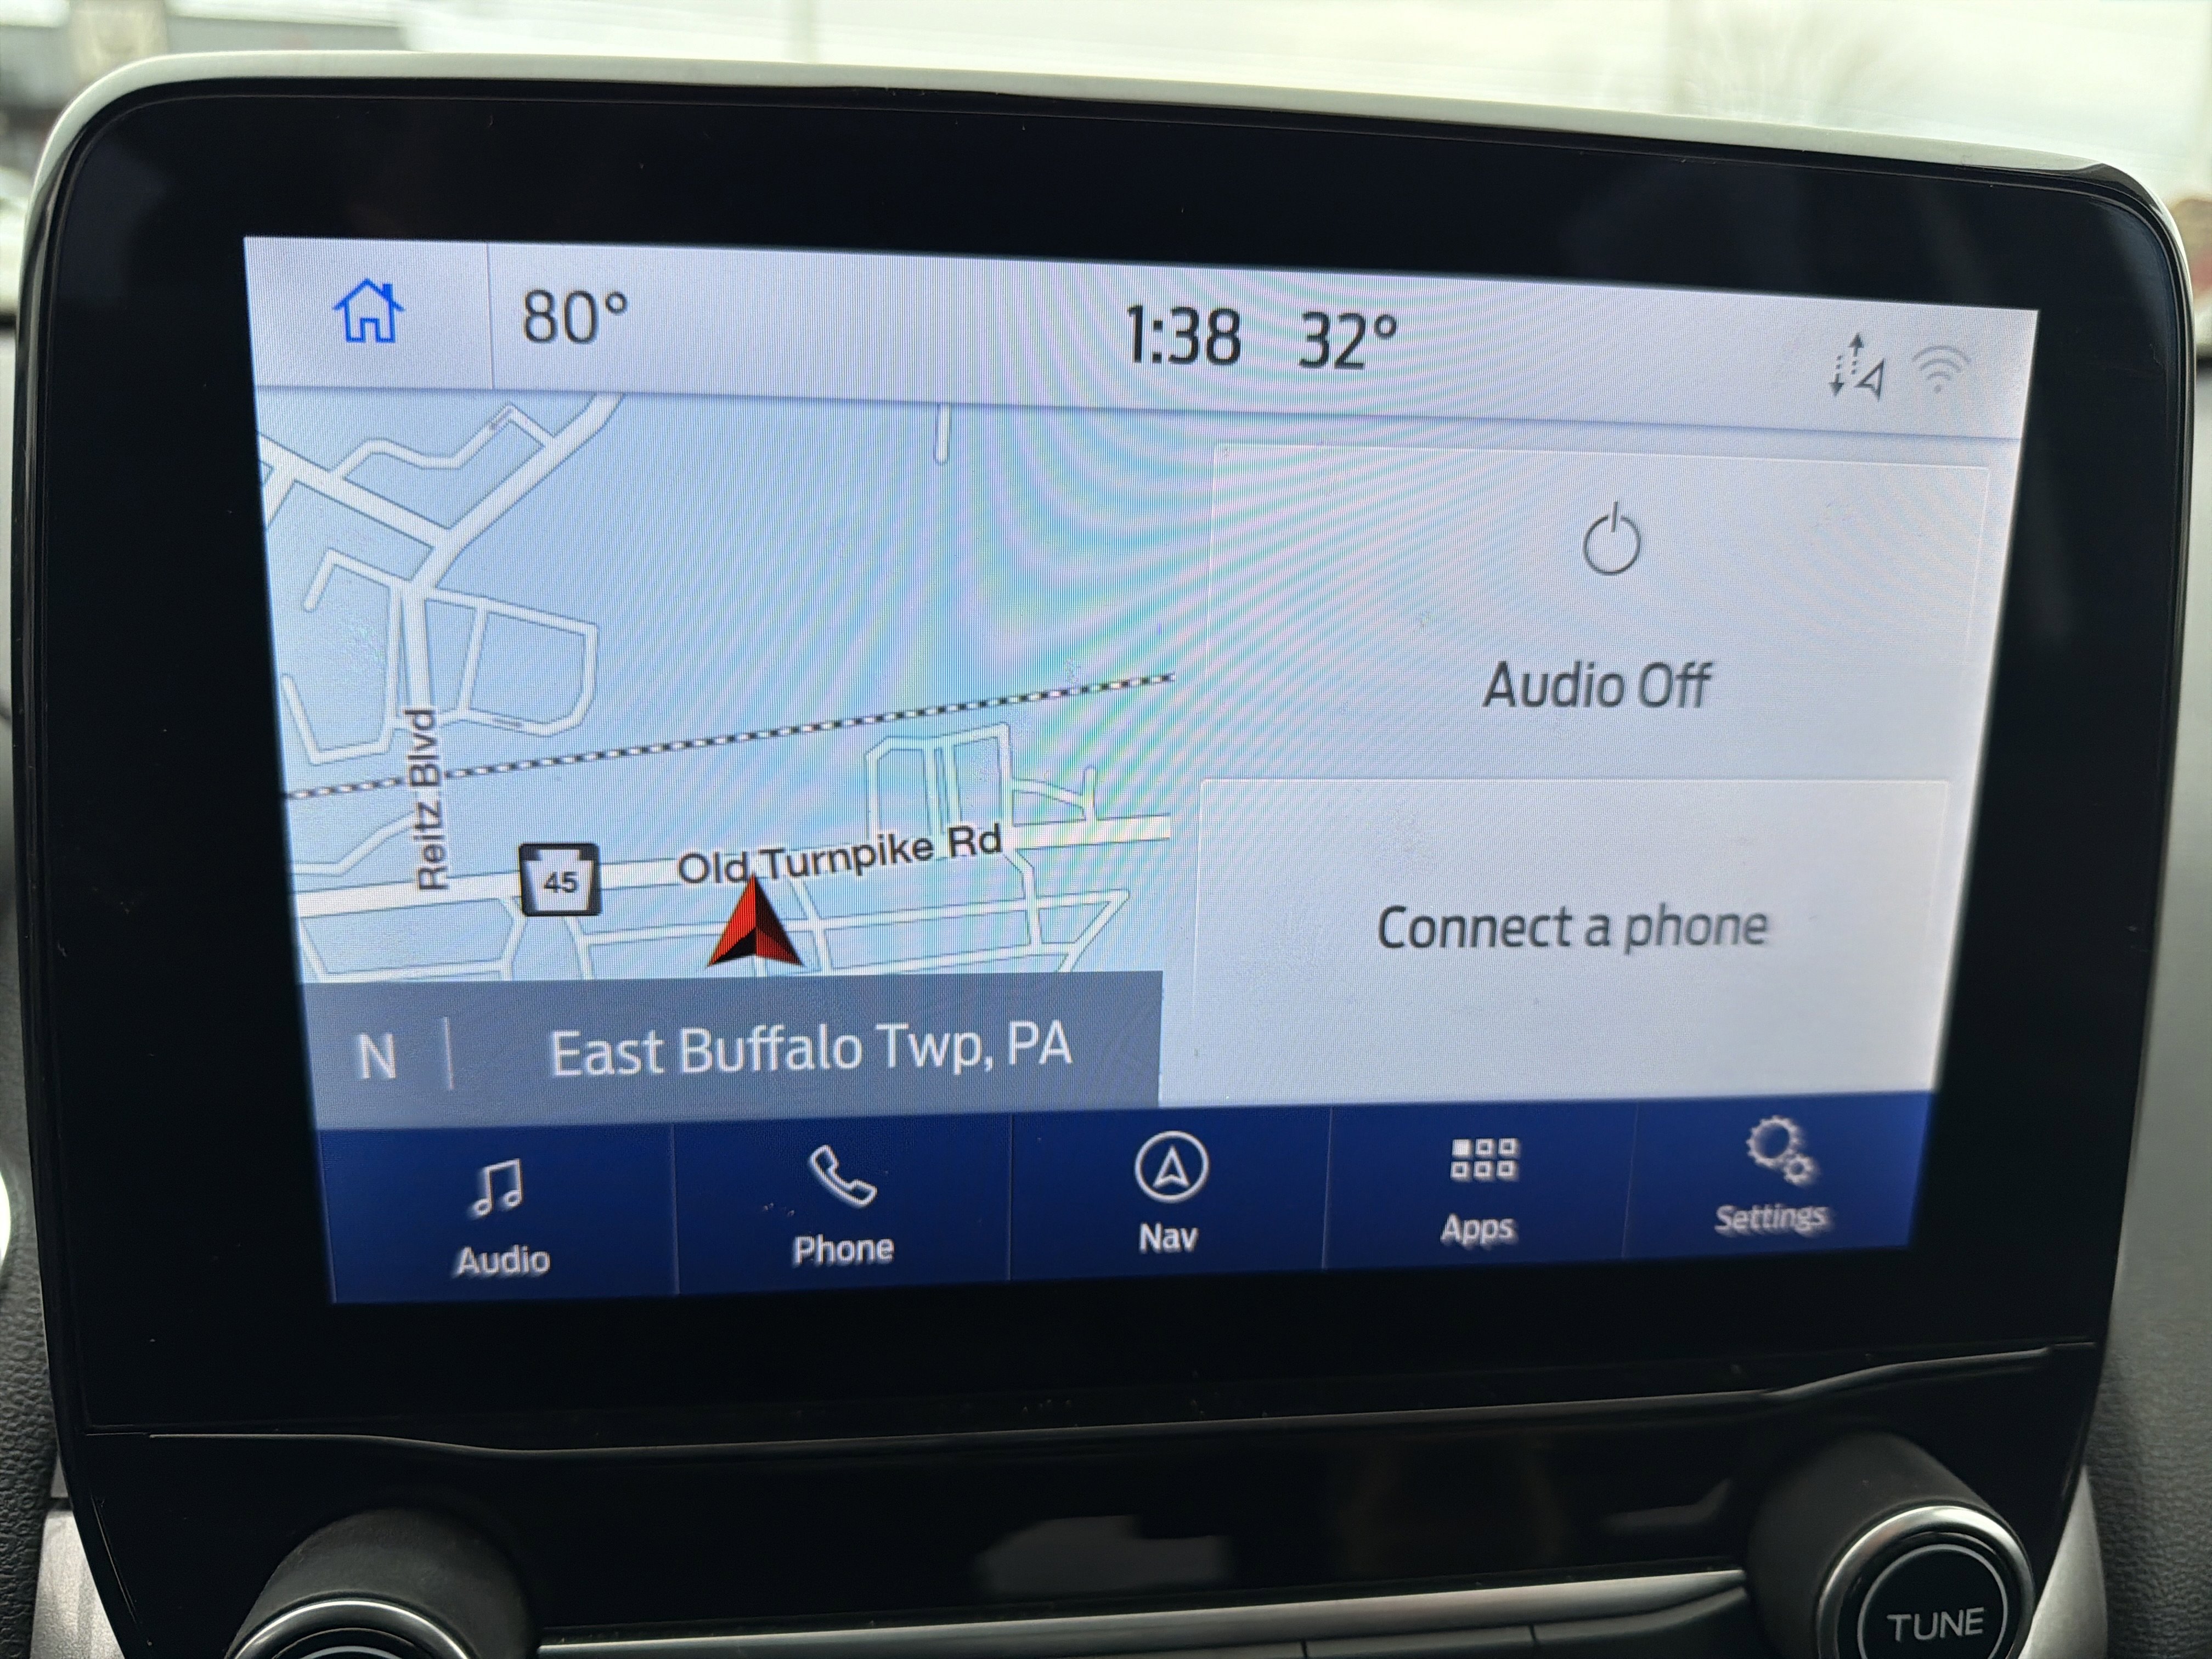 80° 1:38 32°
Audio Off
Reitz Blvd
45
Old Turnpike Rd
Connect a phone
N East Buffalo Twp, PA
Audio Phone Nav Apps Settings
TUNE